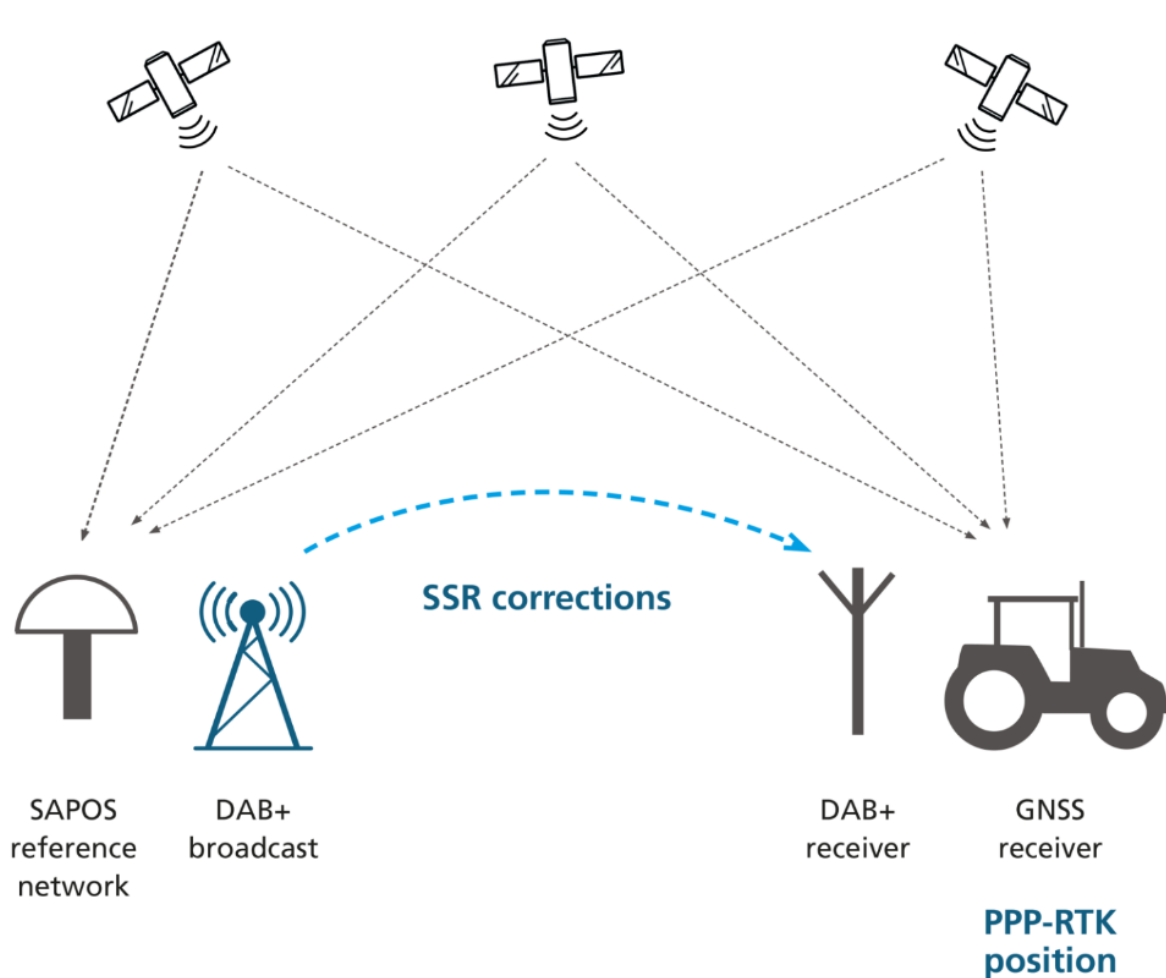 SSR corrections
SAPOS
reference
network
DAB+
broadcast
DAB+
receiver
GNSS
receiver
PPP-RTK
position